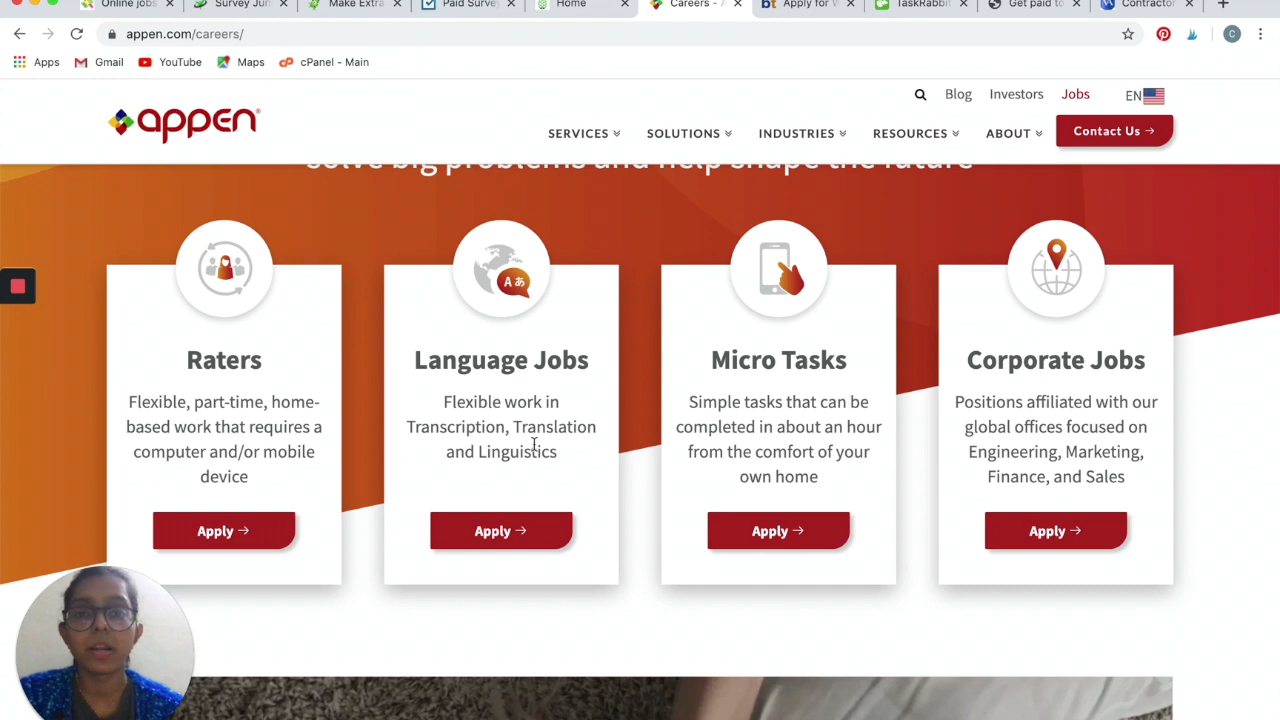 Online jobs
Survey Jun
Make Extra
Paid Survey
Home
Careers - A
Apply for W
TaskRabbit
Get paid to
Contractor
appen.com/careers/
C
Apps
Gmail
YouTube
Maps
cPanel - Main
appen
Blog
Investors
Jobs
EN
SERVICES
SOLUTIONS
INDUSTRIES
RESOURCES
ABOUT
Contact Us →
solve big problems and help shape the future
Raters
Flexible, part-time, home-
based work that requires a
computer and/or mobile
device
Apply →
A あ
Language Jobs
Flexible work in
Transcription, Translation
and Linguistics
Apply →
Micro Tasks
Simple tasks that can be
completed in about an hour
from the comfort of your
own home
Apply →
Corporate Jobs
Positions affiliated with our
global offices focused on
Engineering, Marketing,
Finance, and Sales
Apply →